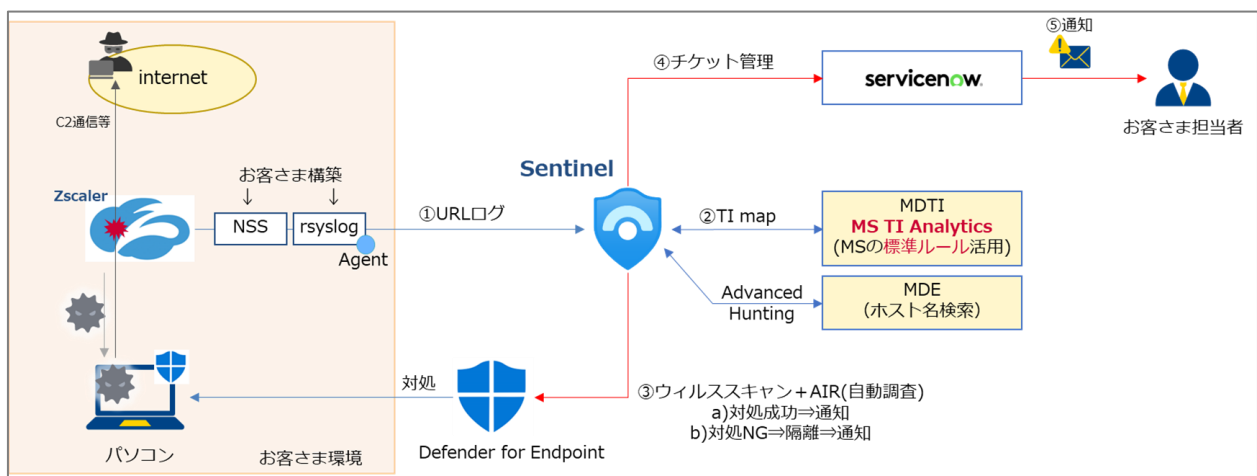 internet
C2通信等
Zscaler
お客さま構築
↓ ↓
NSS
rsyslog
Agent
パソコン
お客さま環境
①URLログ
Sentinel
④チケット管理
servicenow.
⑤通知
お客さま担当者
②TI map
MDTI
MS TI Analytics
(MSの標準ルール活用)
Advanced
Hunting
MDE
(ホスト名検索)
対処
Defender for Endpoint
③ウィルススキャン+AIR(自動調査)
a)対処成功⇒通知
b)対処NG⇒隔離⇒通知